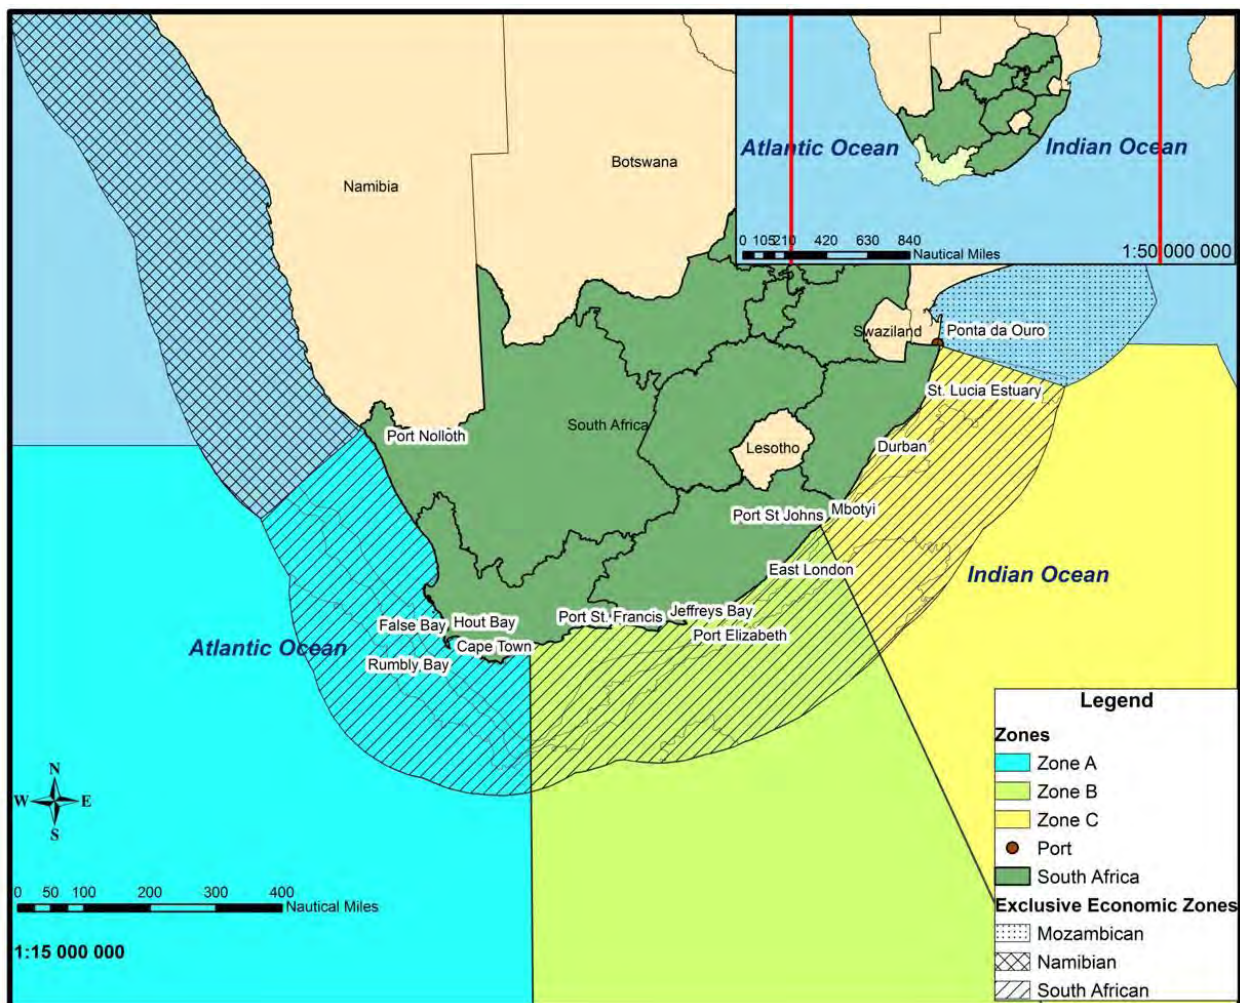 Atlantic Ocean
Indian Ocean
0 105 210 420 630 840
Nautical Miles
1:50 000 000
Namibia
Botswana
Swaziland
Ponta da Ouro
St. Lucia Estuary
Port Nolloth
South Africa
Lesotho
Durban
Port St Johns
Mbotyi
East London
Indian Ocean
Port St. Francis
Jeffreys Bay
Port Elizabeth
False Bay
Hout Bay
Cape Town
Atlantic Ocean
Rumbly Bay
N
W
E
S
0 50 100 200 300 400
Nautical Miles
1:15 000 000
Legend
Zones
Zone A
Zone B
Zone C
Port
South Africa
Exclusive Economic Zones
Mozambican
Namibian
South African